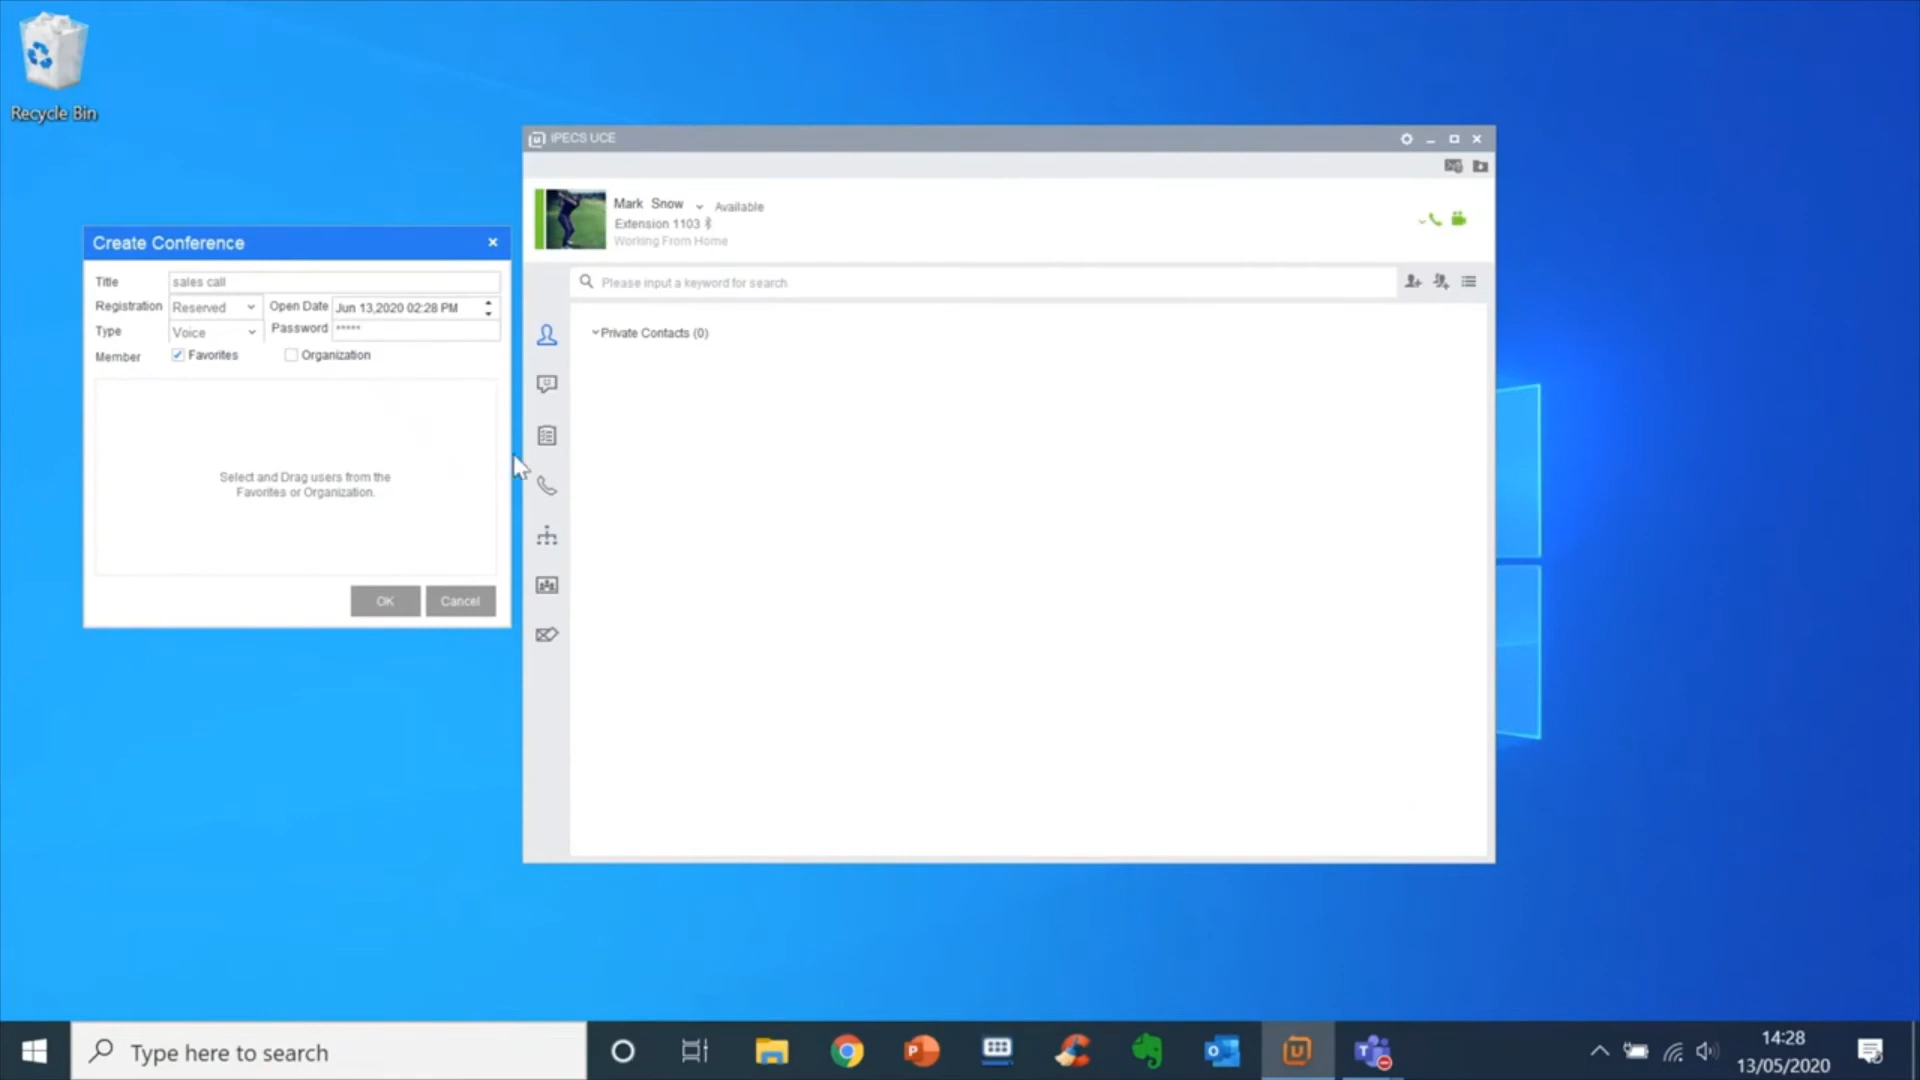 Recycle Bin
iPECS UCE
Mark Snow Available
Extension 1103
Working From Home
Please input a keyword for search
Private Contacts (0)
Create Conference
Title sales call
Registration Reserved Open Date Jun 13,2020 02:28 PM
Type Voice Password *****
Member Favorites Organization
Select and Drag users from the
Favorites or Organization.
OK Cancel
Type here to search
14:28
13/05/2020